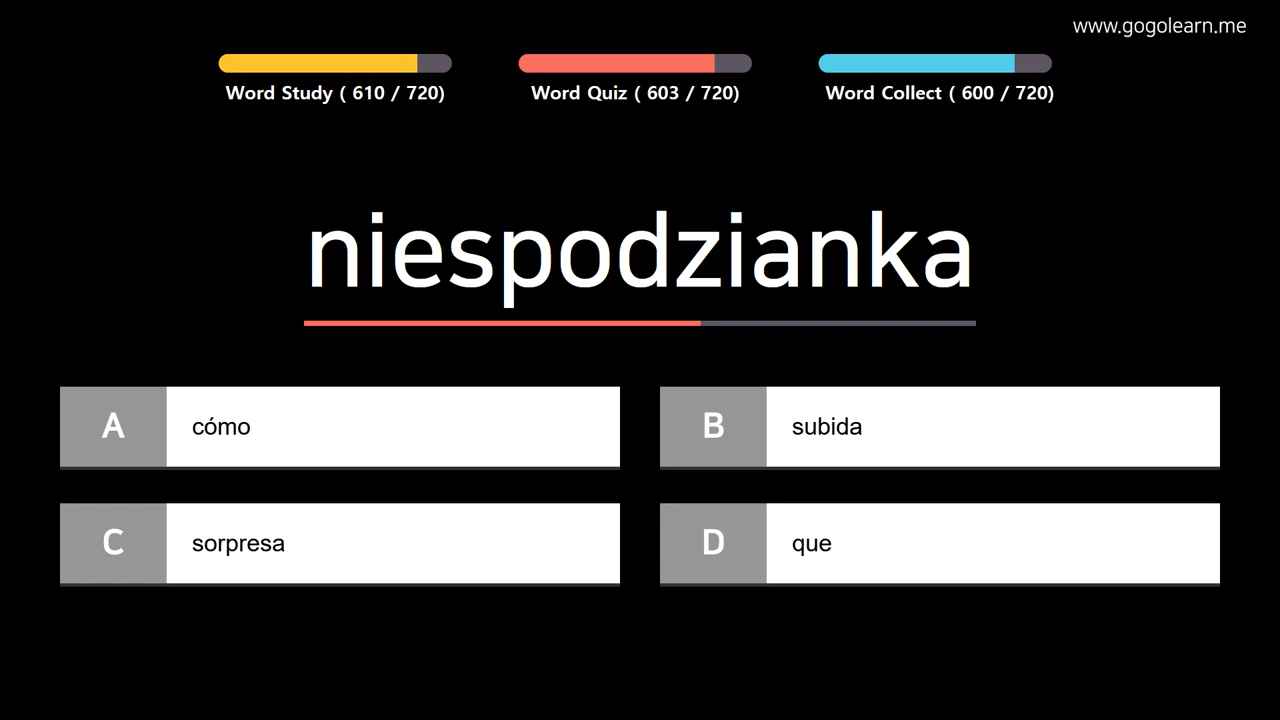 www.gogolearn.me
Word Study ( 610 / 720)
Word Quiz ( 603 / 720)
Word Collect ( 600 / 720)
niespodzianka
A cómo
B subida
C sorpresa
D que